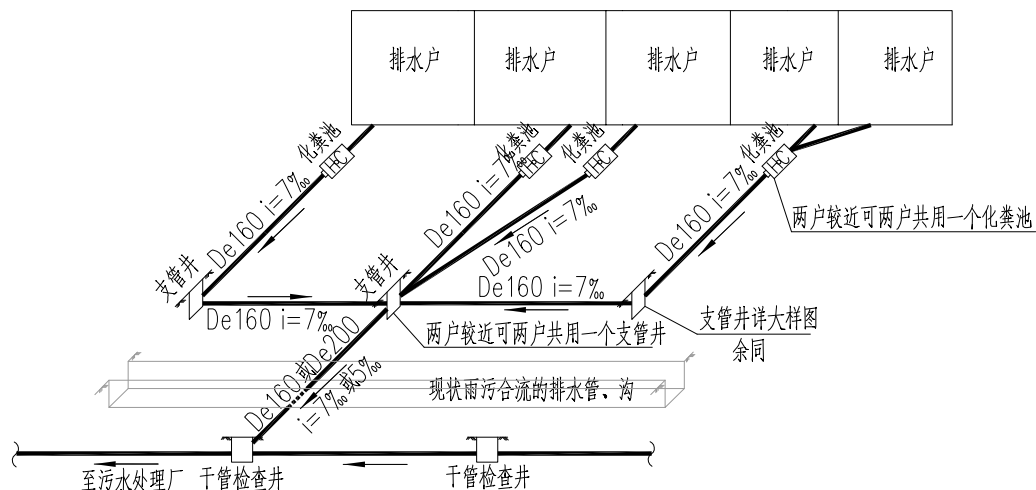 排水户
排水户
排水户
排水户
排水户
化粪池
HC
化粪池
HC
化粪池
HC
HC
De160 i=7‰
De160 i=7‰
De160 i=7‰
De160 i=7‰
两户较近可两户共用一个化粪池
支管井
支管井
De160 i=7‰
De160 i=7‰
两户较近可两户共用一个支管井
支管井详大样图
余同
De160或De200
i=7‰或5‰
现状雨污合流的排水管、沟
至污水处理厂
干管检查井
干管检查井